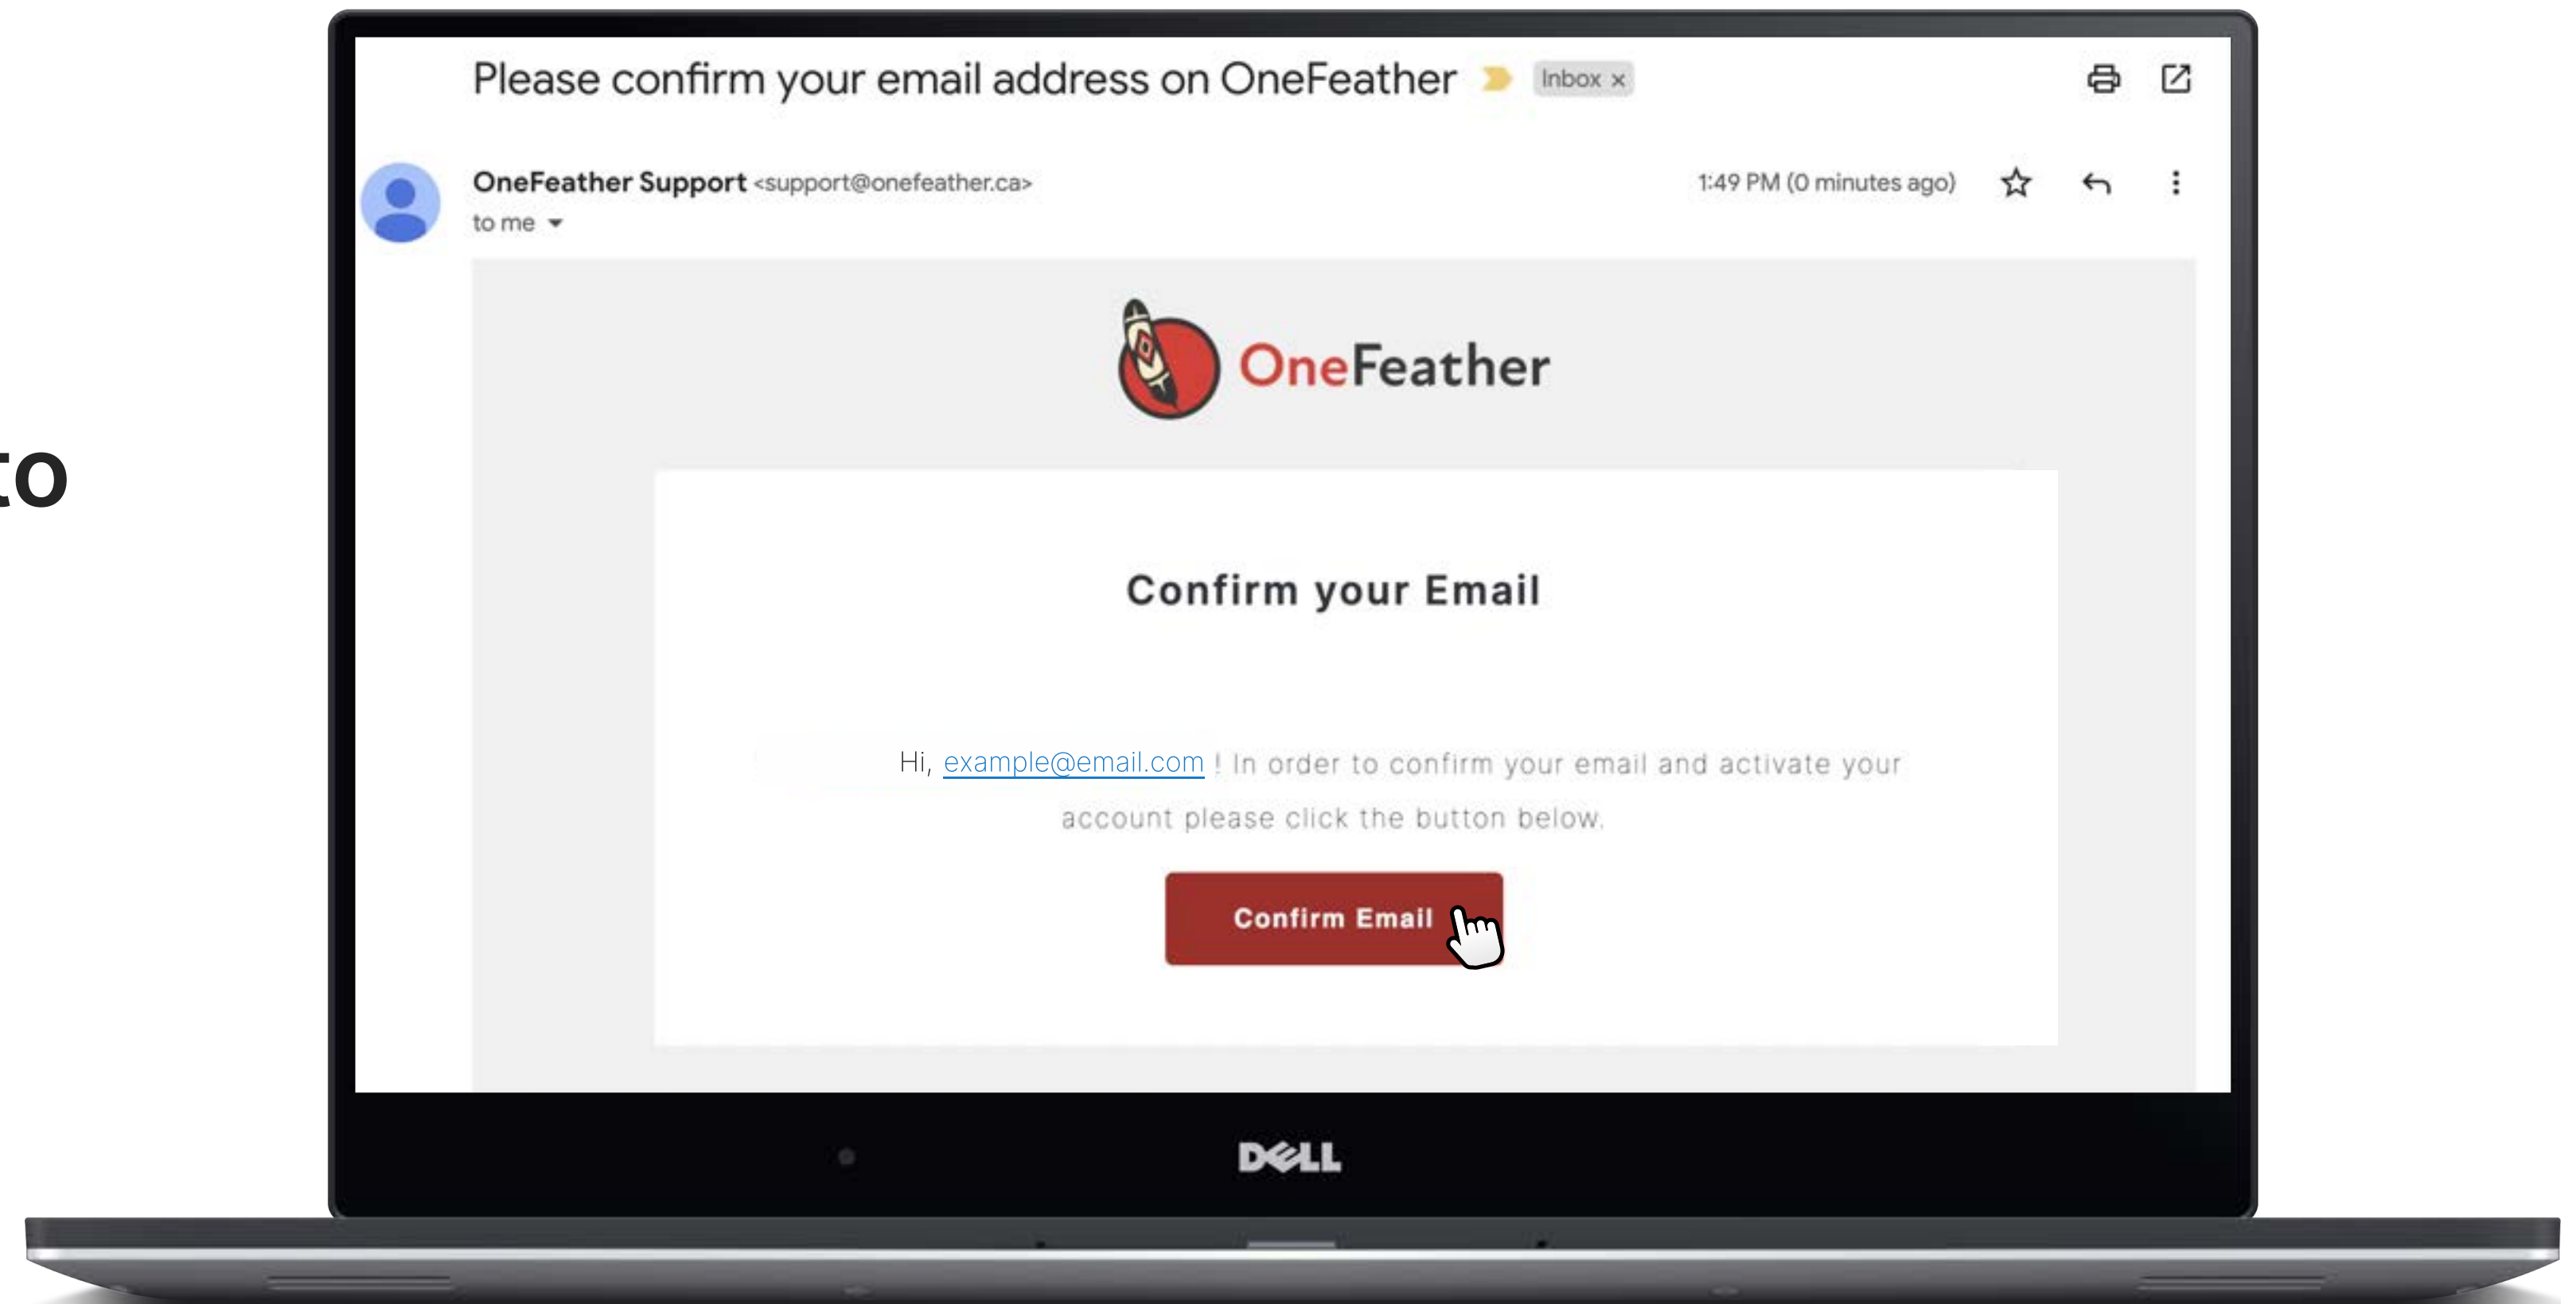 Please confirm your email address on OneFeather Inbox ×
OneFeather Support <support@onefeather.ca>
1:49 PM (0 minutes ago)
to me
OneFeather
to
Confirm your Email
Hi, example@email.com ! In order to confirm your email and activate your
account please click the button below.
Confirm Email
DELL